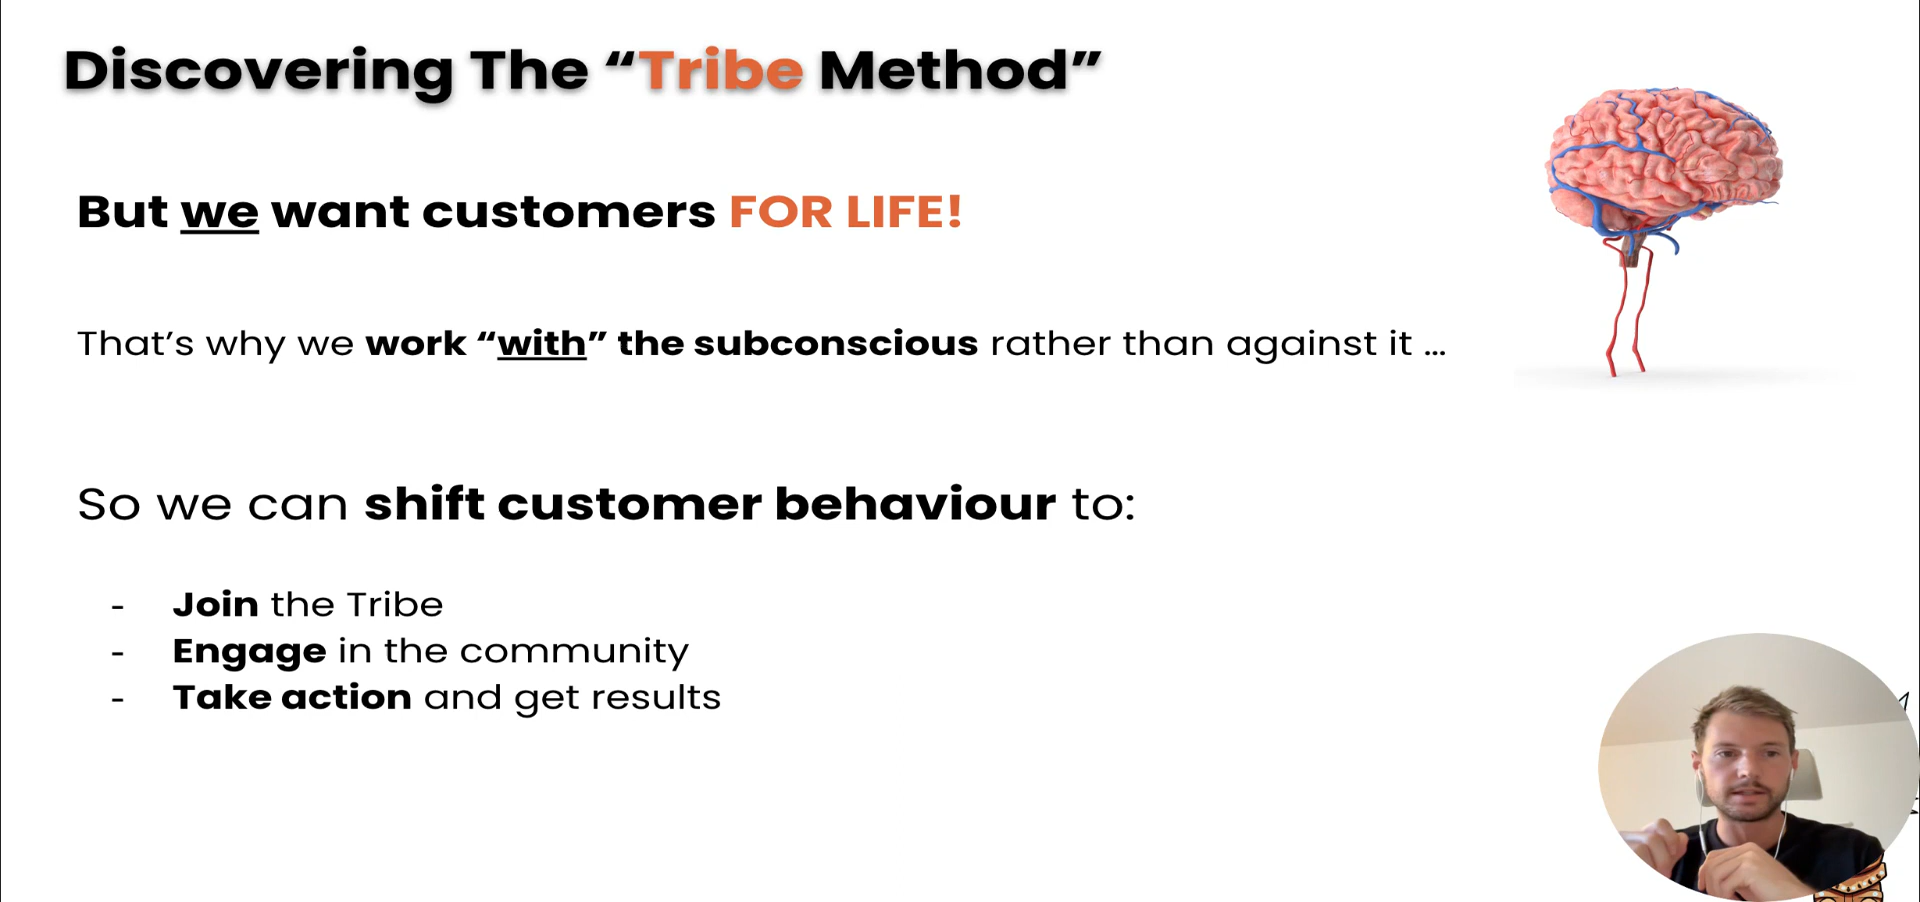 Discovering The “Tribe Method”
But we want customers FOR LIFE!
That’s why we work “with” the subconscious rather than against it ...
So we can shift customer behaviour to:
- Join the Tribe
- Engage in the community
- Take action and get results